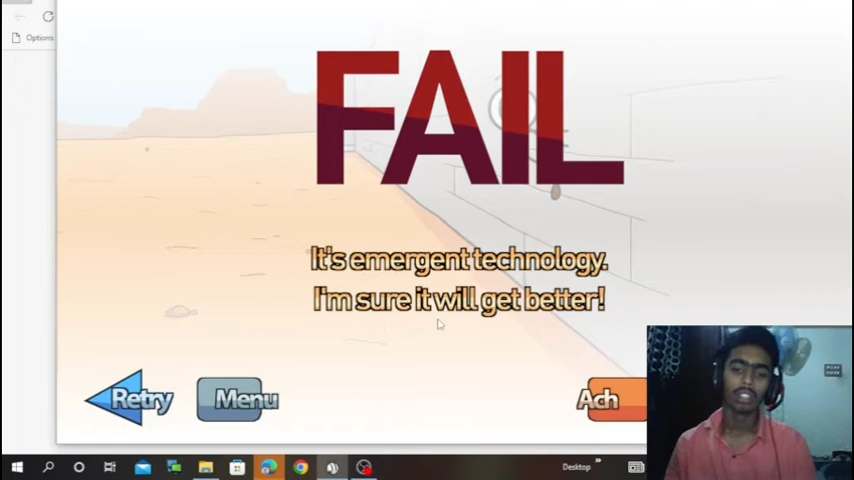 Options
FAIL
It's emergent technology.
I'm sure it will get better!
Retry
Menu
Ach
Desktop